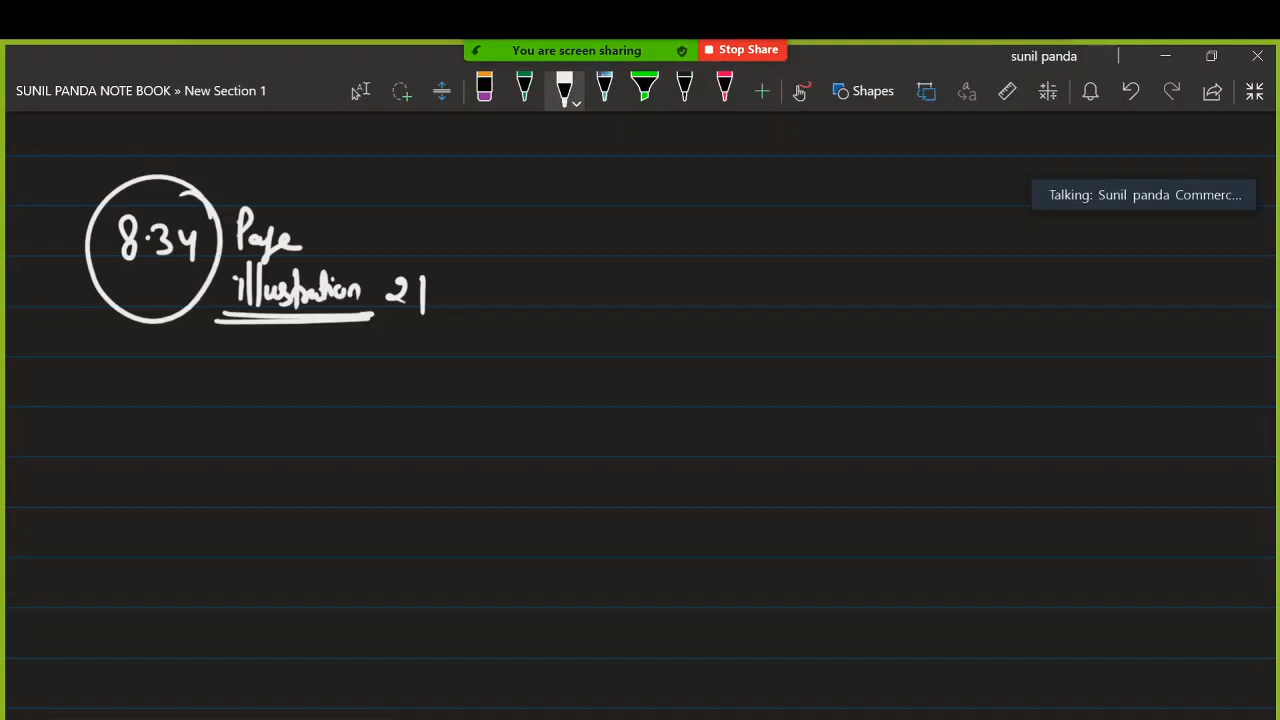 You are screen sharing
Stop Share
sunil panda
SUNIL PANDA NOTE BOOK » New Section 1
Shapes
Talking: Sunil panda Commerc...
8.34 Page
illustration 21